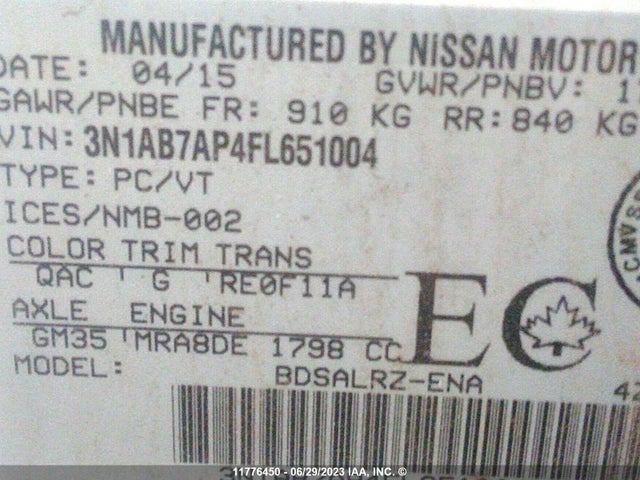 MANUFACTURED BY NISSAN MOTOR
DATE: 04/15 GVWR/PNBV: 1
GAWR/PNBE FR: 910 KG RR: 840 KG
VIN: 3N1AB7AP4FL651004
TYPE: PC/VT
ICES/NMB-002
COLOR TRIM TRANS
QAC G RE0F11A
AXLE ENGINE
GM35 MRA8DE 1798 CC
EC
MODEL:
BDSALRZ-ENA
11776450 - 06/29/2023 IAA, INC. ©